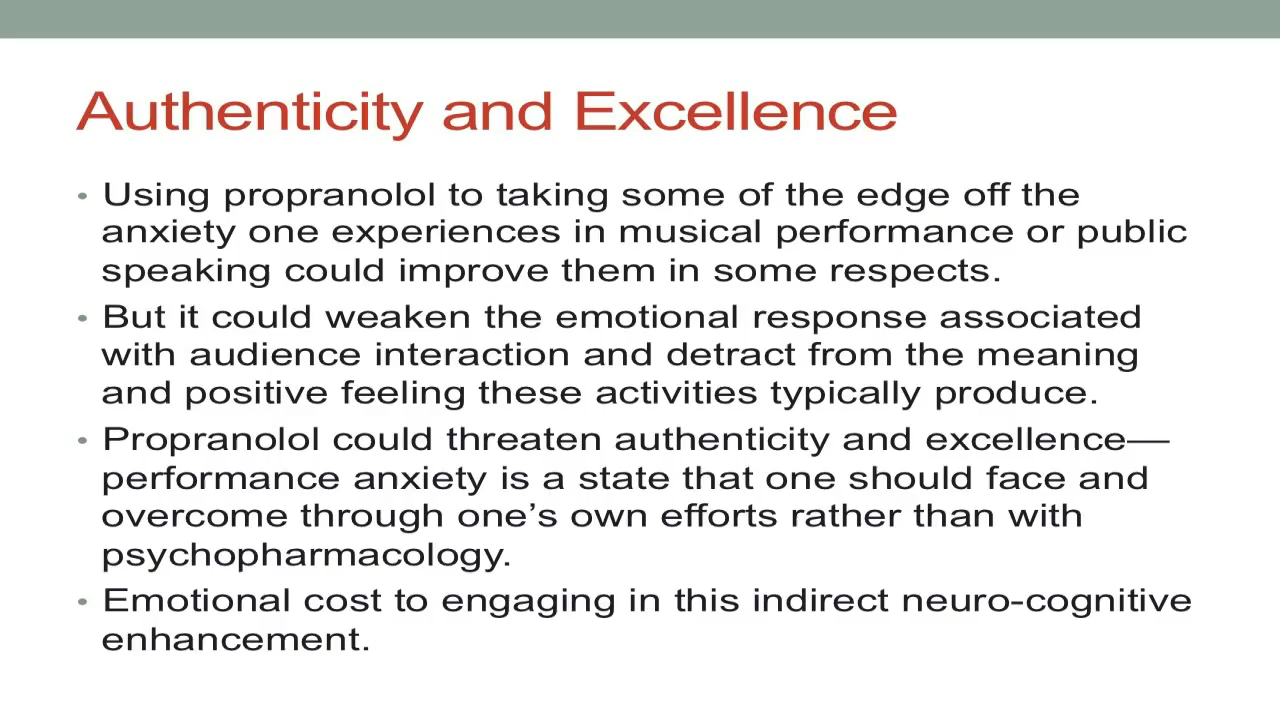 Authenticity and Excellence
• Using propranolol to taking some of the edge off the
anxiety one experiences in musical performance or public
speaking could improve them in some respects.
• But it could weaken the emotional response associated
with audience interaction and detract from the meaning
and positive feeling these activities typically produce.
• Propranolol could threaten authenticity and excellence—
performance anxiety is a state that one should face and
overcome through one’s own efforts rather than with
psychopharmacology.
• Emotional cost to engaging in this indirect neuro-cognitive
enhancement.